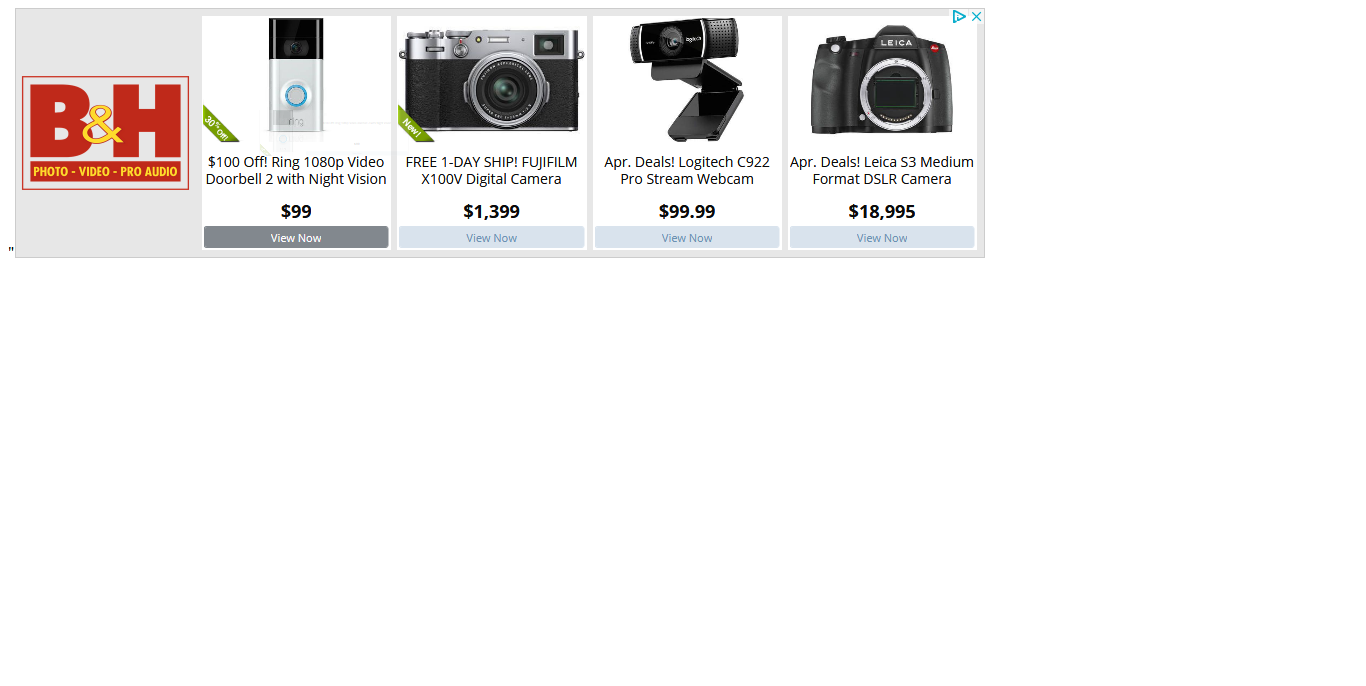 B&H
PHOTO - VIDEO - PRO AUDIO
30% Off!
ring
$100 Off! Ring 1080p Video
Doorbell 2 with Night Vision
$99
View Now
New!
FREE 1-DAY SHIP! FUJIFILM
X100V Digital Camera
$1,399
View Now
logitech
Apr. Deals! Logitech C922
Pro Stream Webcam
$99.99
View Now
LEICA
Apr. Deals! Leica S3 Medium
Format DSLR Camera
$18,995
View Now
"